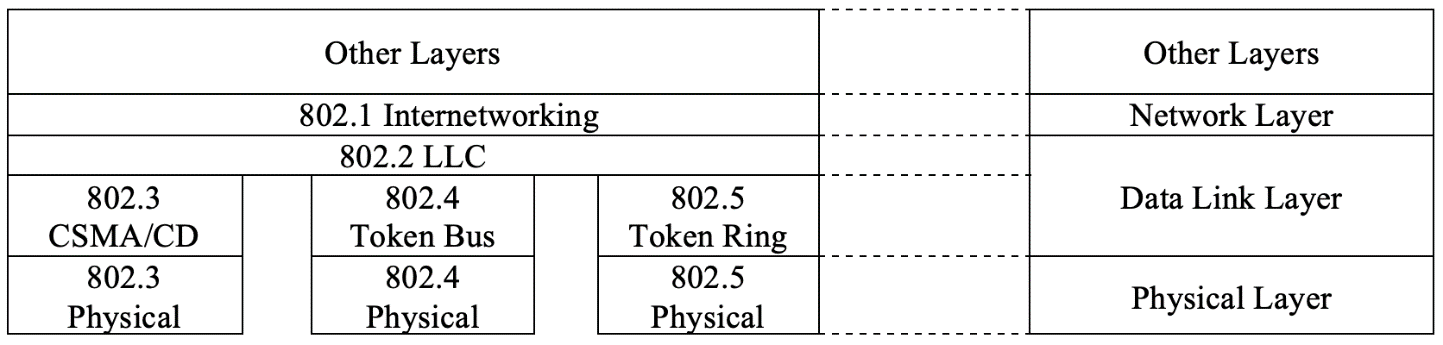 Other Layers
Other Layers
802.1 Internetworking
Network Layer
802.2 LLC
802.3
CSMA/CD
802.4
Token Bus
802.5
Token Ring
Data Link Layer
802.3
Physical
802.4
Physical
802.5
Physical
Physical Layer